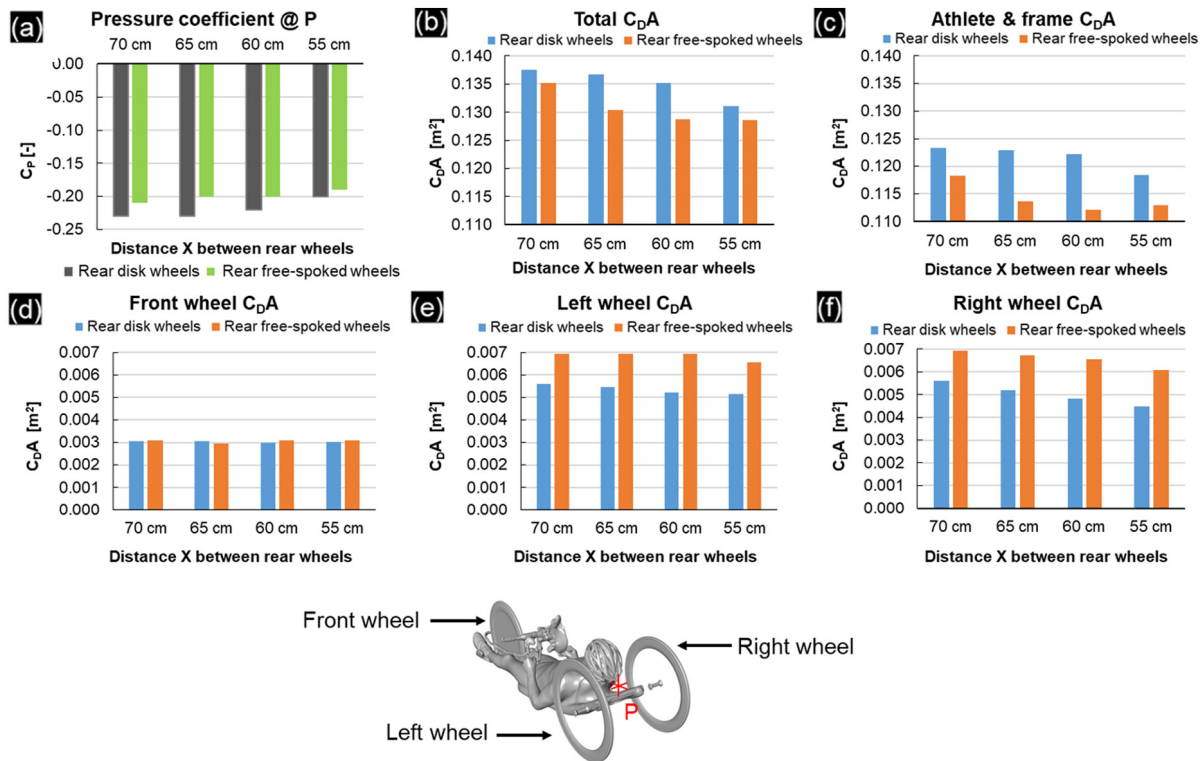 (a)
Pressure coefficient @ P
70 cm 65 cm 60 cm 55 cm
0.00
-0.05
-0.10
-0.15
-0.20
-0.25
CP [-]
Distance X between rear wheels
Rear disk wheels Rear free-spoked wheels
(b)
Total CDA
Rear disk wheels Rear free-spoked wheels
0.140
0.135
0.130
0.125
0.120
0.115
0.110
CDA [m²]
70 cm 65 cm 60 cm 55 cm
Distance X between rear wheels
(c)
Athlete & frame CDA
Rear disk wheels Rear free-spoked wheels
0.140
0.135
0.130
0.125
0.120
0.115
0.110
CDA [m²]
70 cm 65 cm 60 cm 55 cm
Distance X between rear wheels
(d)
Front wheel CDA
Rear disk wheels Rear free-spoked wheels
0.007
0.006
0.005
0.004
0.003
0.002
0.001
0.000
CDA [m²]
70 cm 65 cm 60 cm 55 cm
Distance X between rear wheels
(e)
Left wheel CDA
Rear disk wheels Rear free-spoked wheels
0.007
0.006
0.005
0.004
0.003
0.002
0.001
0.000
CDA [m²]
70 cm 65 cm 60 cm 55 cm
Distance X between rear wheels
(f)
Right wheel CDA
Rear disk wheels Rear free-spoked wheels
0.007
0.006
0.005
0.004
0.003
0.002
0.001
0.000
CDA [m²]
70 cm 65 cm 60 cm 55 cm
Distance X between rear wheels
Front wheel
Right wheel
P
Left wheel